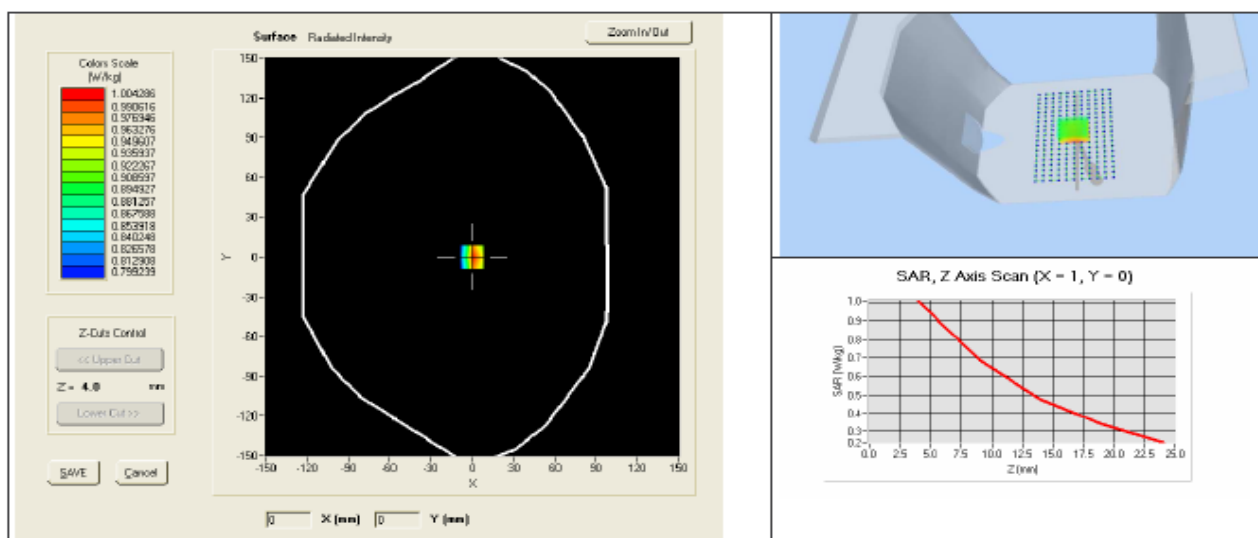 Surface Radiated Intensity
Zoom In/Out
Colors Scale
(W/kg)
1.004286
0.990616
0.976946
0.963276
0.949607
0.935937
0.922267
0.908597
0.894927
0.881257
0.867588
0.853918
0.840248
0.826578
0.812908
0.799239
Z-Cuts Control
<< Upper Cut
Z = 4.0 mm
Lower Cut >>
SAVE Cancel
150
120
90
60
30
0
-30
-60
-90
-120
-150
Y
-150 -120 -90 -60 -30 0 30 60 90 120 150
X
0 X (mm) 0 Y (mm)
SAR, Z Axis Scan (X = 1, Y = 0)
SAR (W/kg)
1.0
0.9
0.8
0.7
0.6
0.5
0.4
0.3
0.2
0.0 2.5 5.0 7.5 10.0 12.5 15.0 17.5 20.0 22.5 25.0
Z (mm)